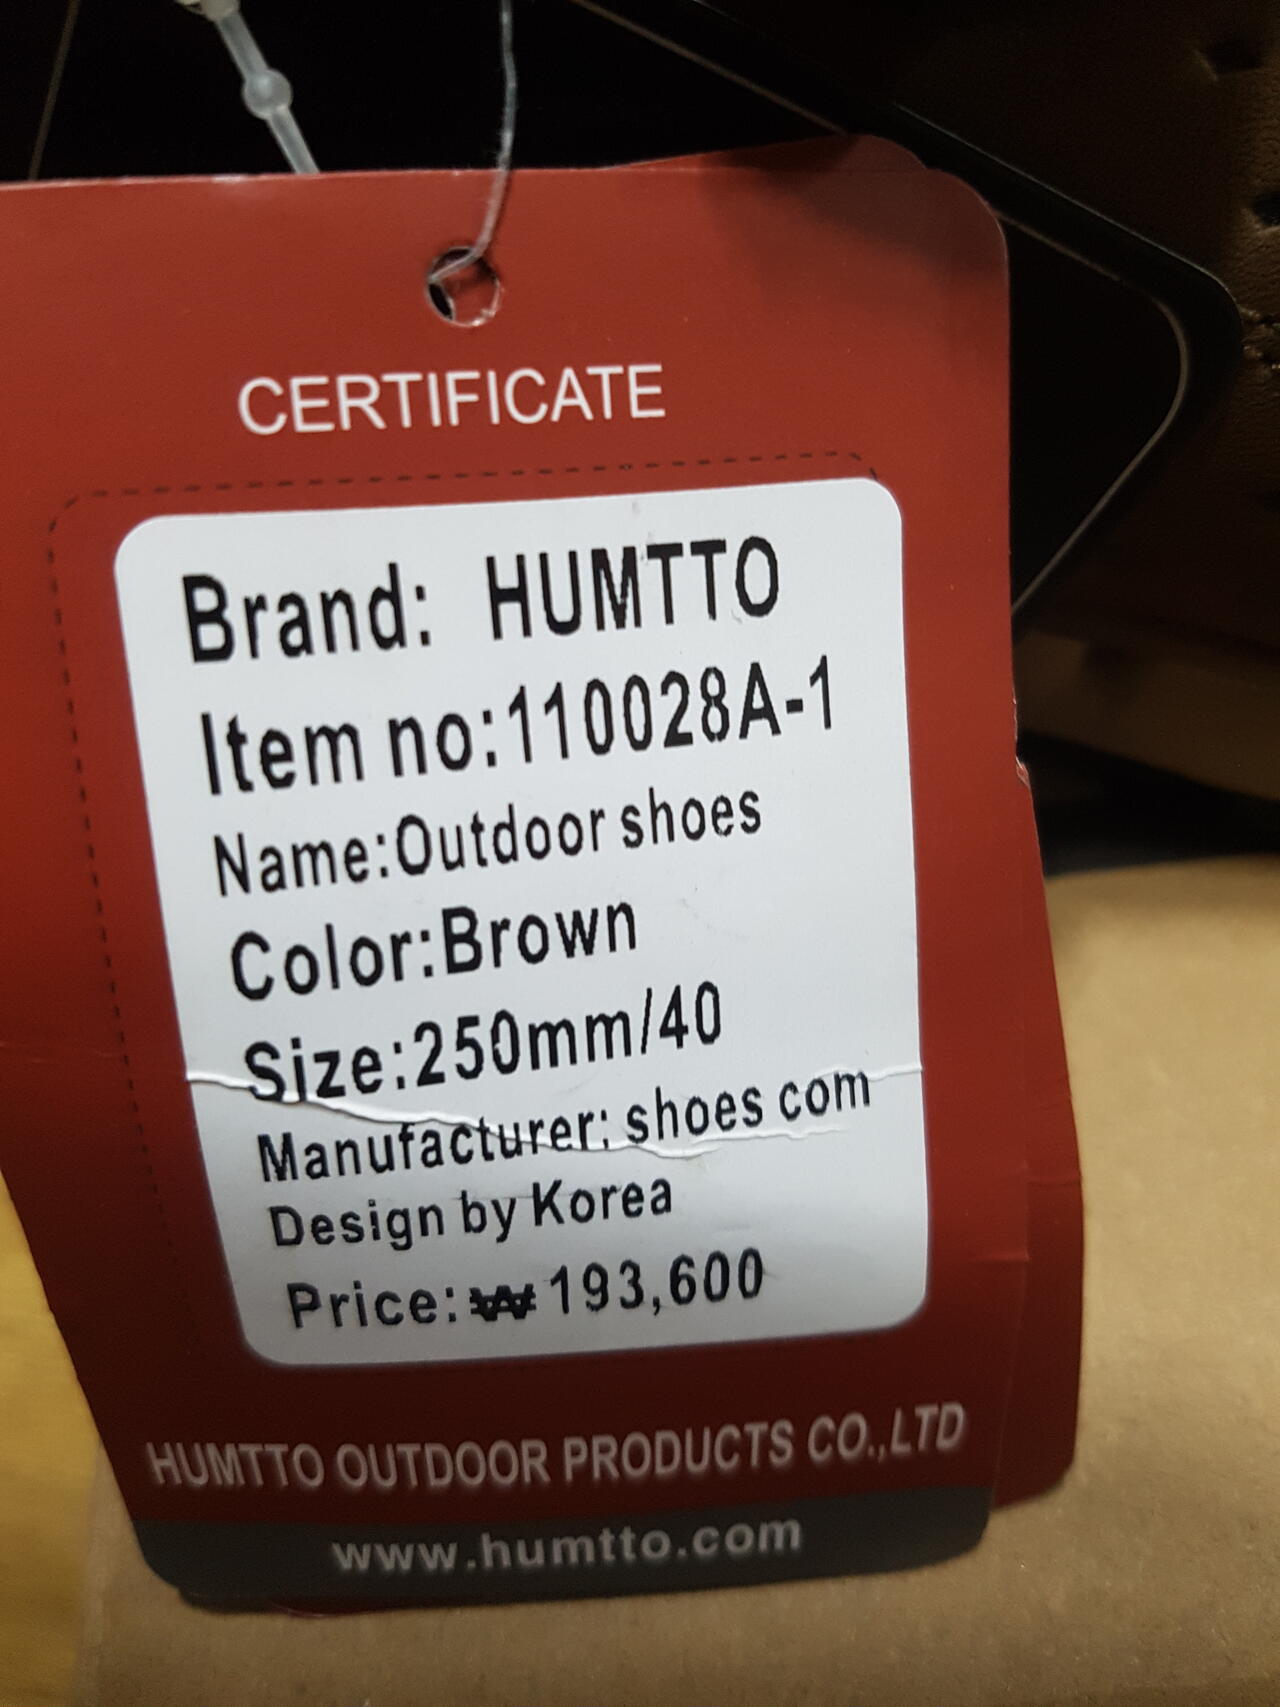 CERTIFICATE
Brand: HUMTTO
Item no:110028A-1
Name:Outdoor shoes
Color:Brown
Size:250mm/40
Manufacturer: shoes com
Design by Korea
Price:₩ 193,600
HUMTTO OUTDOOR PRODUCTS CO.,LTD
www.humtto.com